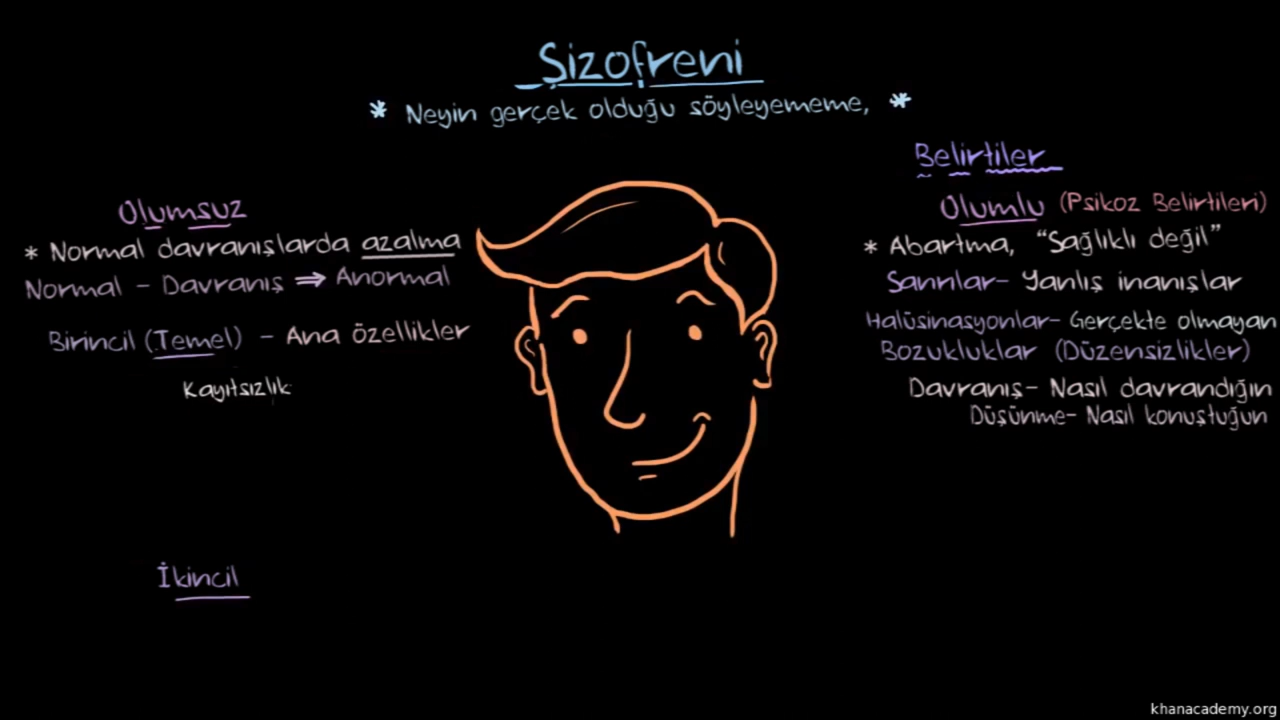 Şizofreni
* Neyin gerçek olduğu söyleyememe, *
Belirtiler
Olumlu (Psikoz Belirtileri)
* Abartma, “Sağlıklı değil”
Sanrılar- Yanlış inanışlar
Halüsinasyonlar- Gerçekte olmayan
Bozukluklar (Düzensizlikler)
Davranış- Nasıl davrandığın
Düşünme- Nasıl konuştuğun
Olumsuz
* Normal davranışlarda azalma
Normal - Davranış ⇒ Anormal
Birincil (Temel) - Ana özellikler
Kayıtsızlık
İkincil
khanacademy.org